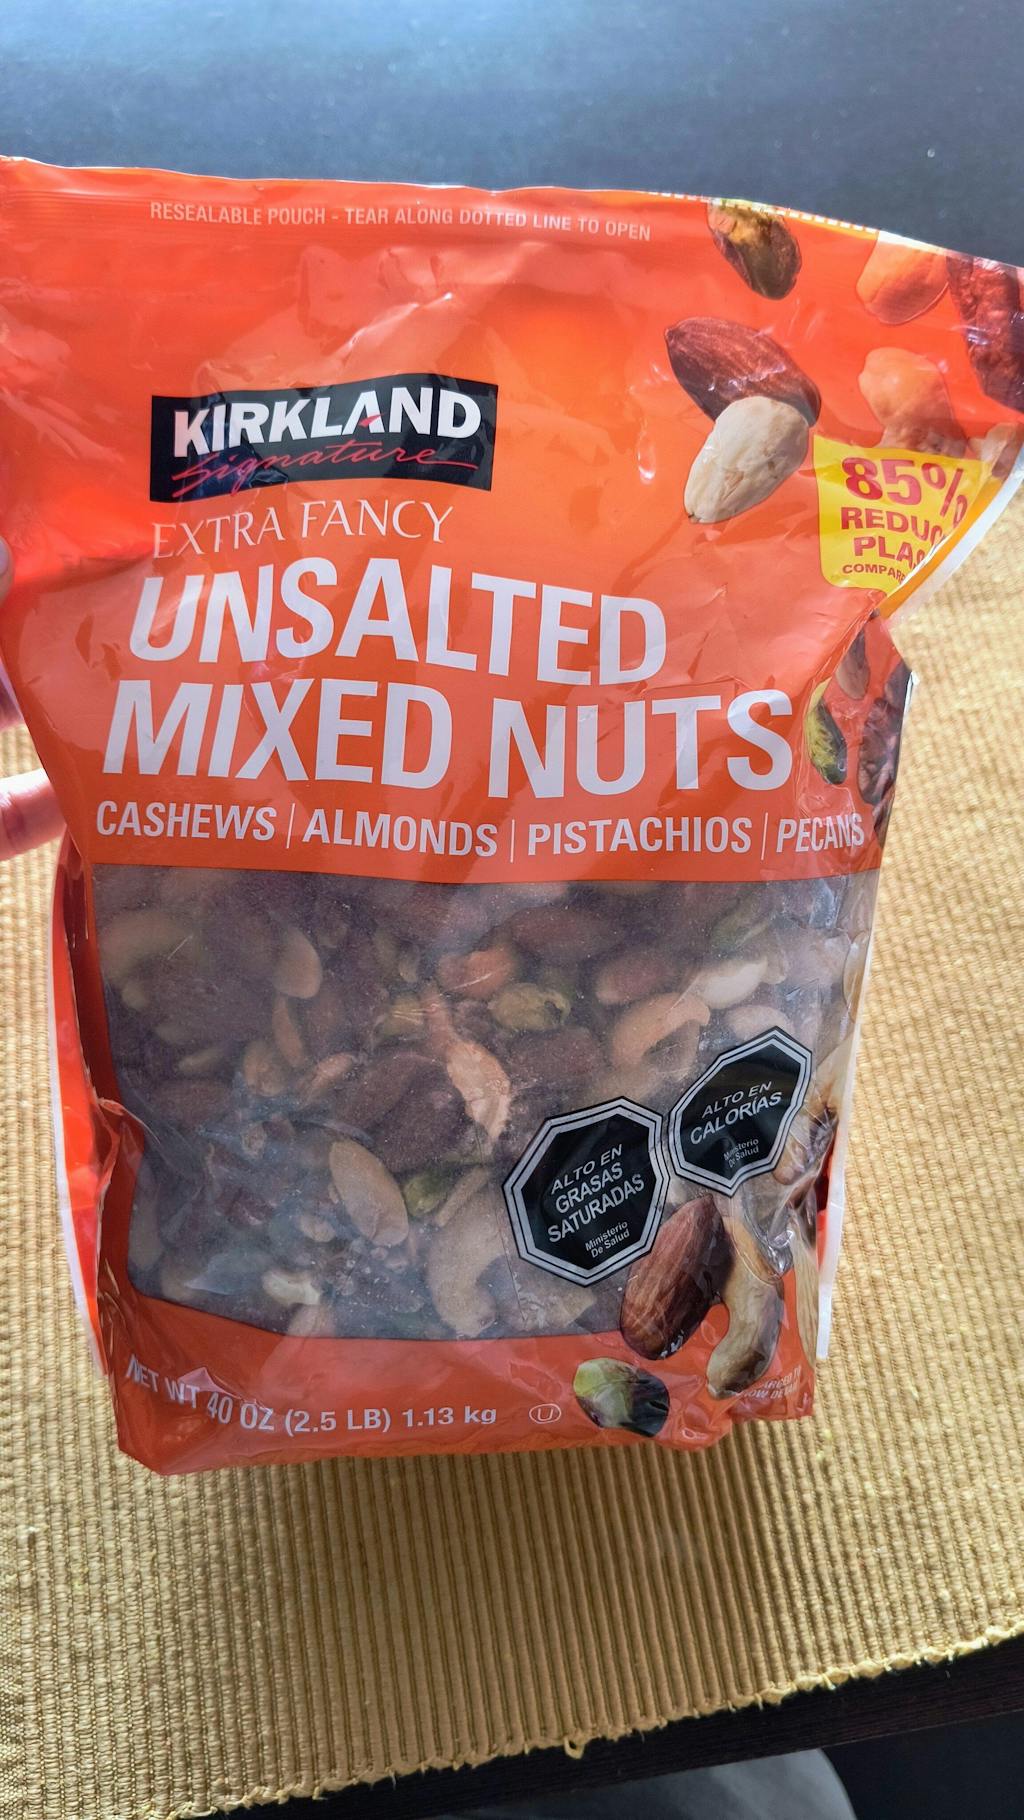 RESEALABLE POUCH - TEAR ALONG DOTTED LINE TO OPEN
KIRKLAND
Signature
EXTRA FANCY
UNSALTED
MIXED NUTS
CASHEWS | ALMONDS | PISTACHIOS | PECANS
85%
COMPAR
ALTO EN
CALORÍAS
Ministerio
De Salud
ALTO EN
GRASAS
SATURADAS
Ministerio
De Salud
NET WT 40 OZ (2.5 LB) 1.13 kg
U